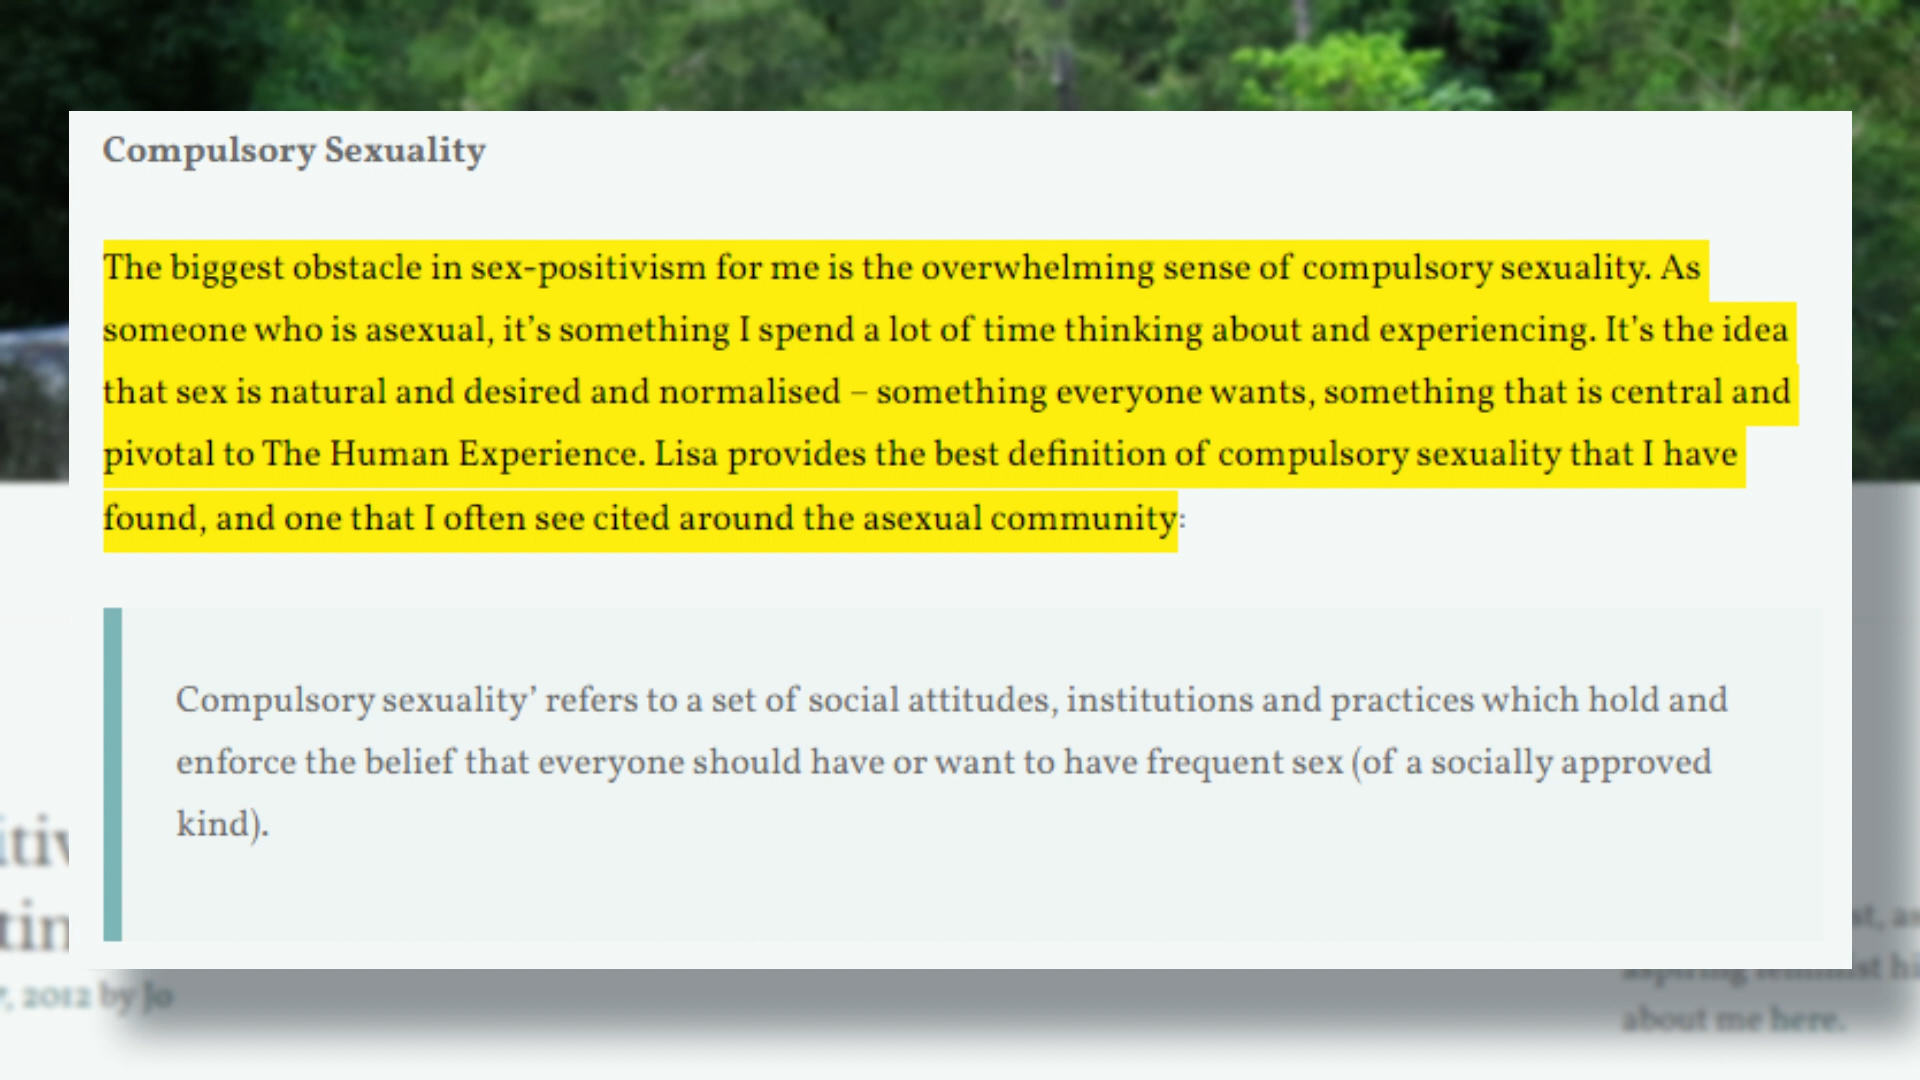 Compulsory Sexuality
The biggest obstacle in sex-positivism for me is the overwhelming sense of compulsory sexuality. As
someone who is asexual, it’s something I spend a lot of time thinking about and experiencing. It’s the idea
that sex is natural and desired and normalised – something everyone wants, something that is central and
pivotal to The Human Experience. Lisa provides the best definition of compulsory sexuality that I have
found, and one that I often see cited around the asexual community:
Compulsory sexuality’ refers to a set of social attitudes, institutions and practices which hold and
enforce the belief that everyone should have or want to have frequent sex (of a socially approved
kind).
2012 by Jo
about me here.